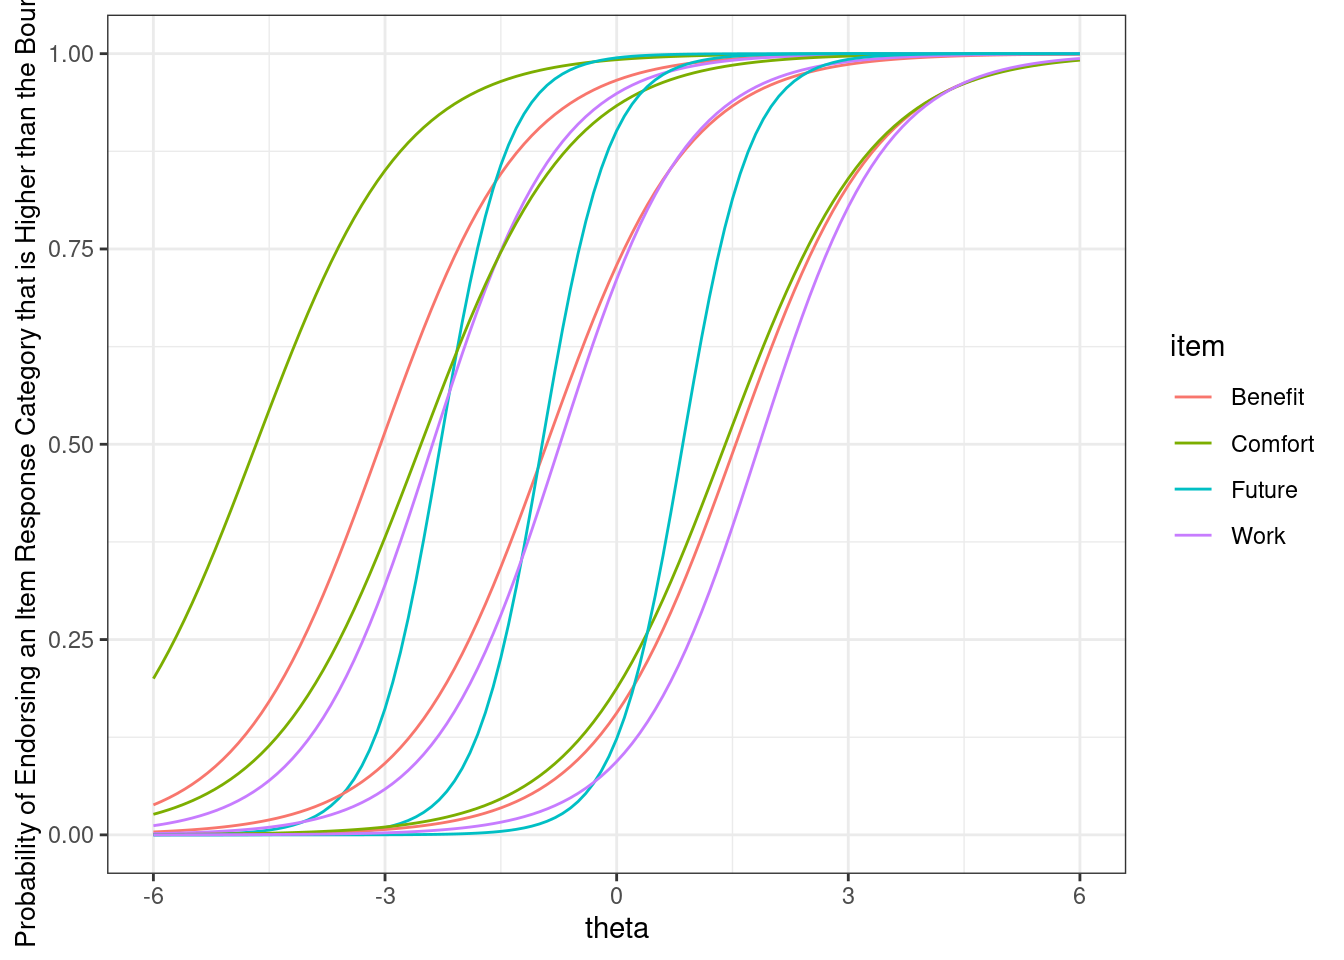 Probability of Endorsing an Item Response Category that is Higher than the Bour
1.00
0.75
0.50
0.25
0.00
-6
-3
0
3
6
theta
item
Benefit
Comfort
Future
Work